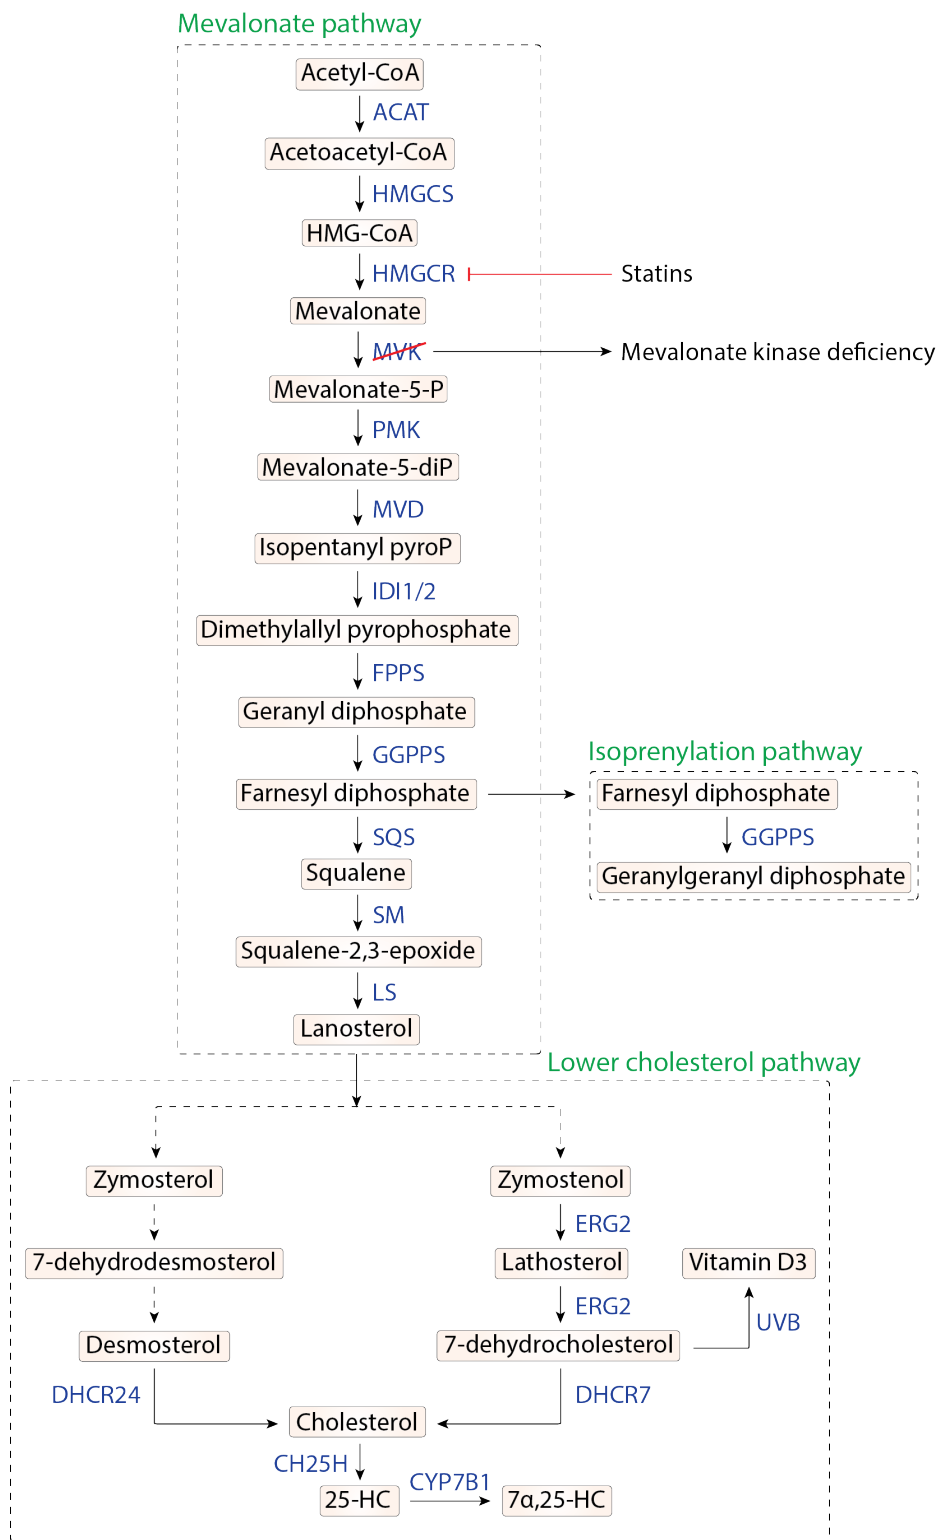 Mevalonate pathway
Acetyl-CoA
ACAT
Acetoacetyl-CoA
HMGCS
HMG-CoA
HMGCR
Statins
Mevalonate
MVK
Mevalonate kinase deficiency
Mevalonate-5-P
PMK
Mevalonate-5-diP
MVD
Isopentanyl pyroP
IDI1/2
Dimethylallyl pyrophosphate
FPPS
Geranyl diphosphate
GGPPS
Isoprenylation pathway
Farnesyl diphosphate
Farnesyl diphosphate
SQS
GGPPS
Squalene
Geranylgeranyl diphosphate
SM
Squalene-2,3-epoxide
LS
Lanosterol
Lower cholesterol pathway
Zymosterol
Zymostenol
ERG2
7-dehydrodesmosterol
Lathosterol
Vitamin D3
ERG2
UVB
Desmosterol
7-dehydrocholesterol
DHCR24
DHCR7
Cholesterol
CH25H
CYP7B1
25-HC
7α,25-HC